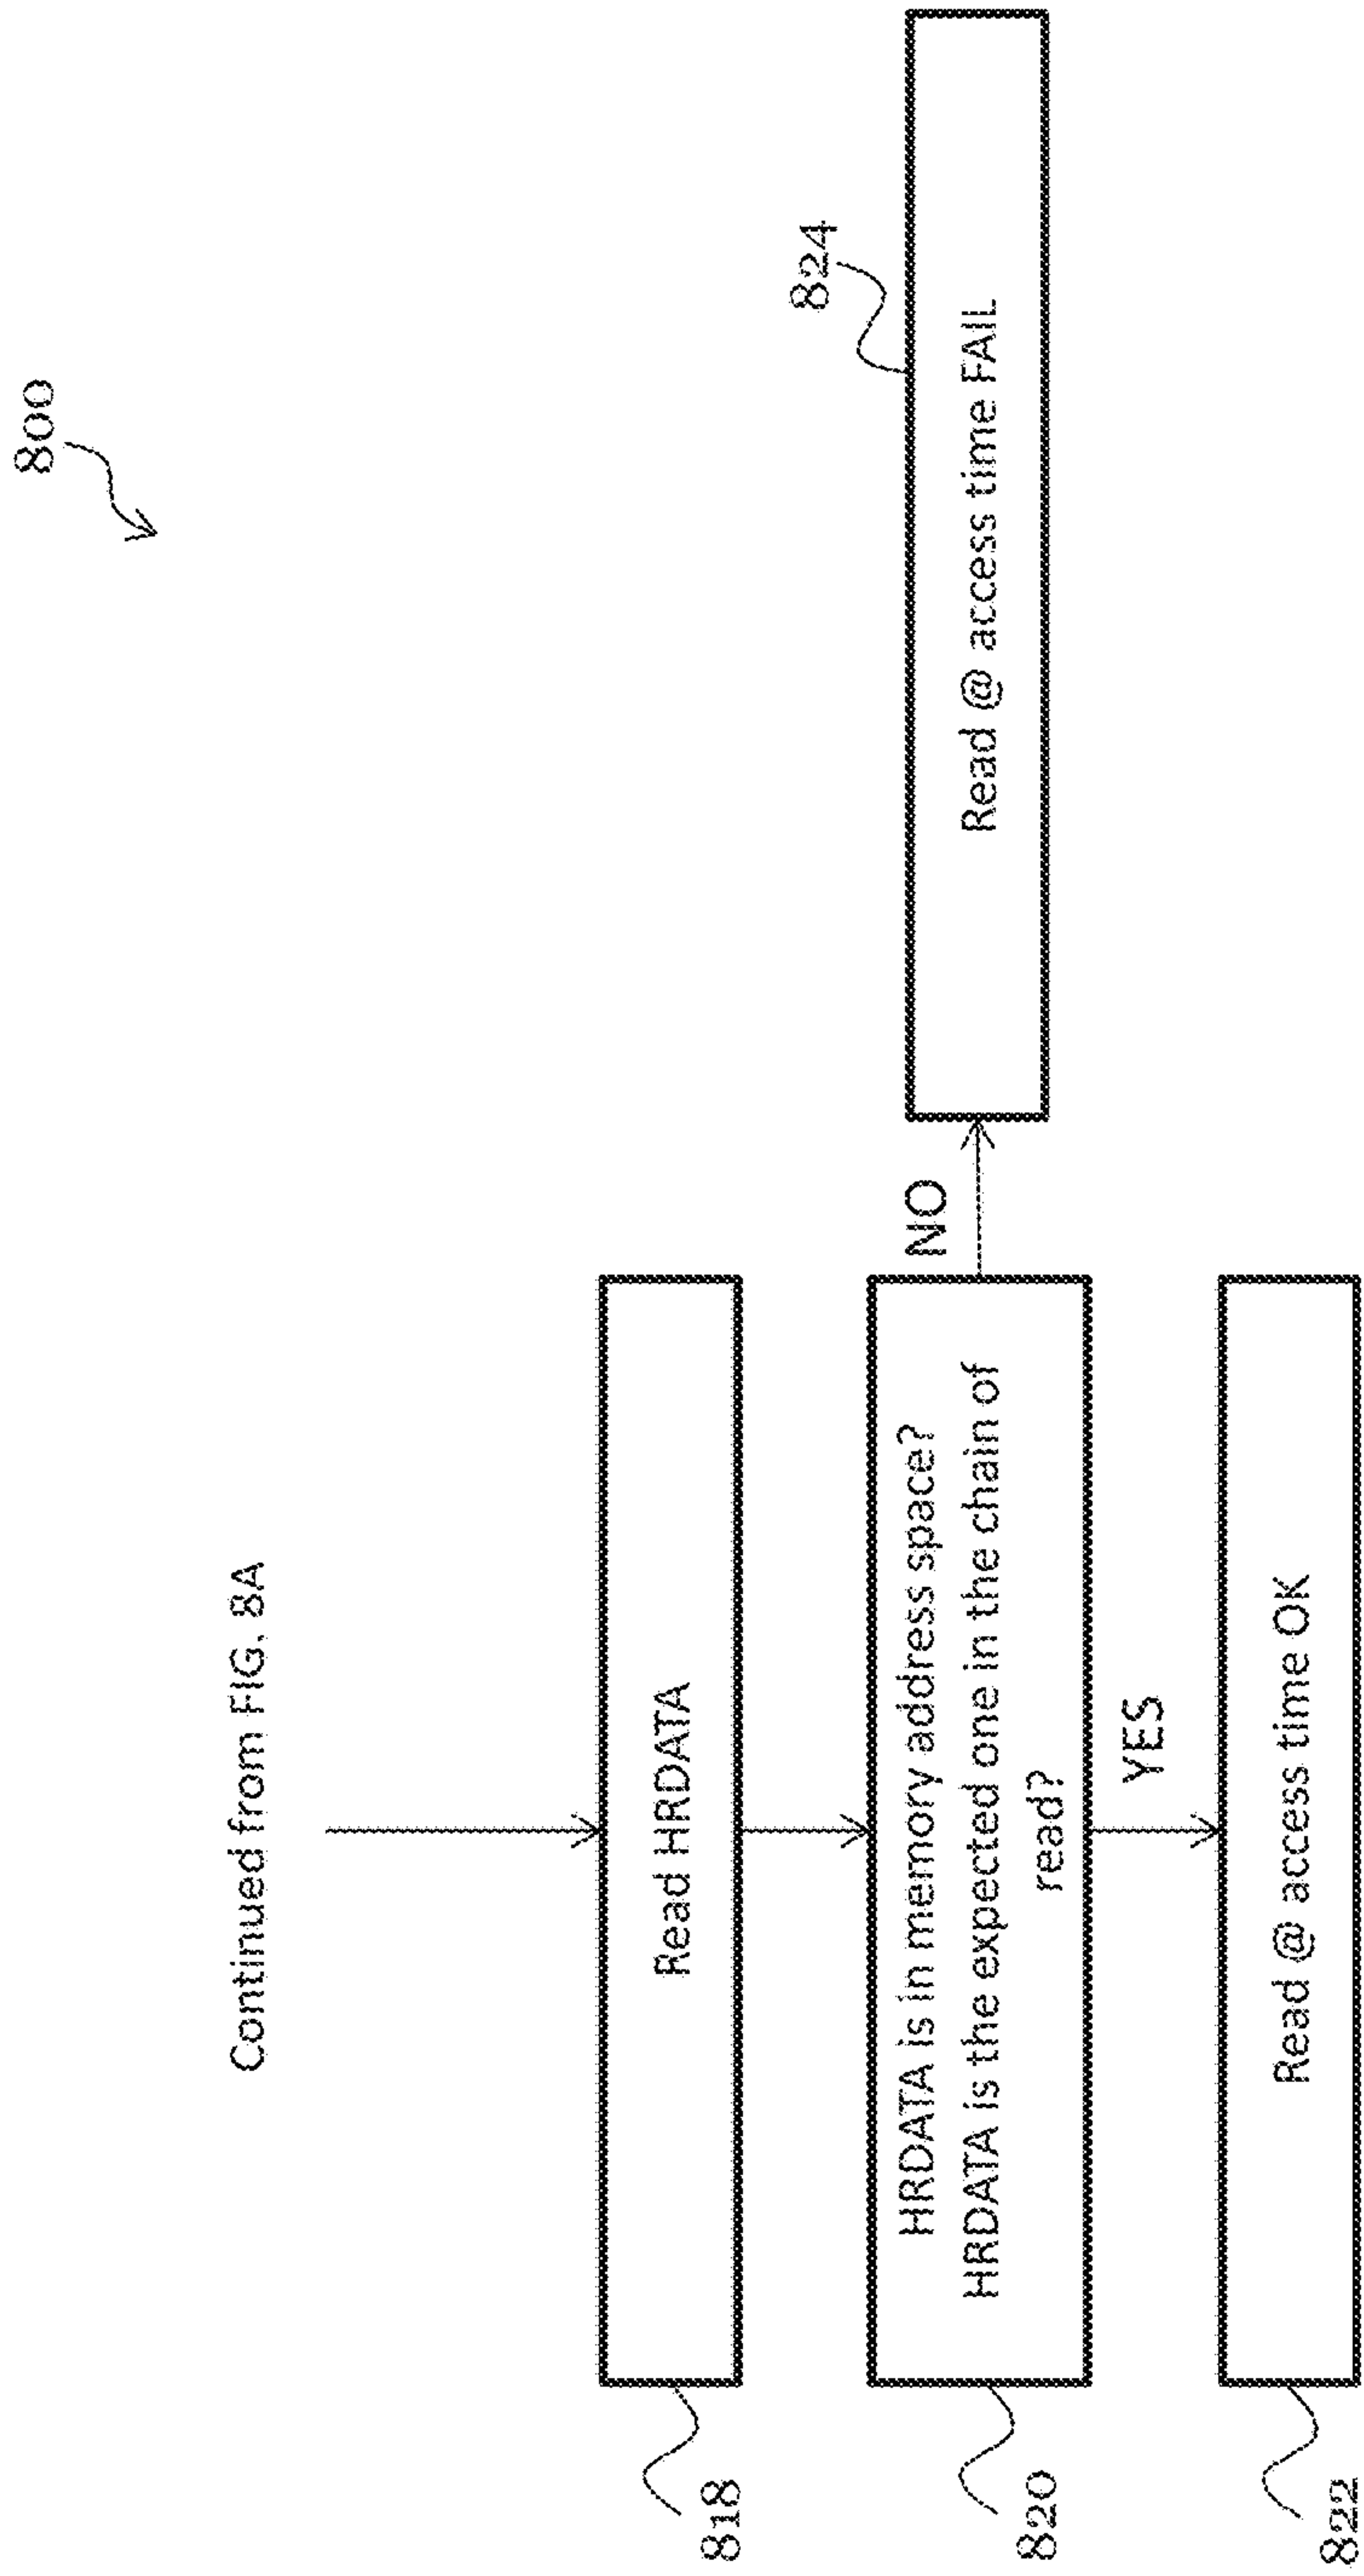 800
Continued from FIG. 8A
818
Read HRDATA
820
HRDATA is in memory address space?
HRDATA is the expected one in the chain of
read?
NO
824
Read @ access time FAIL
YES
822
Read @ access time OK